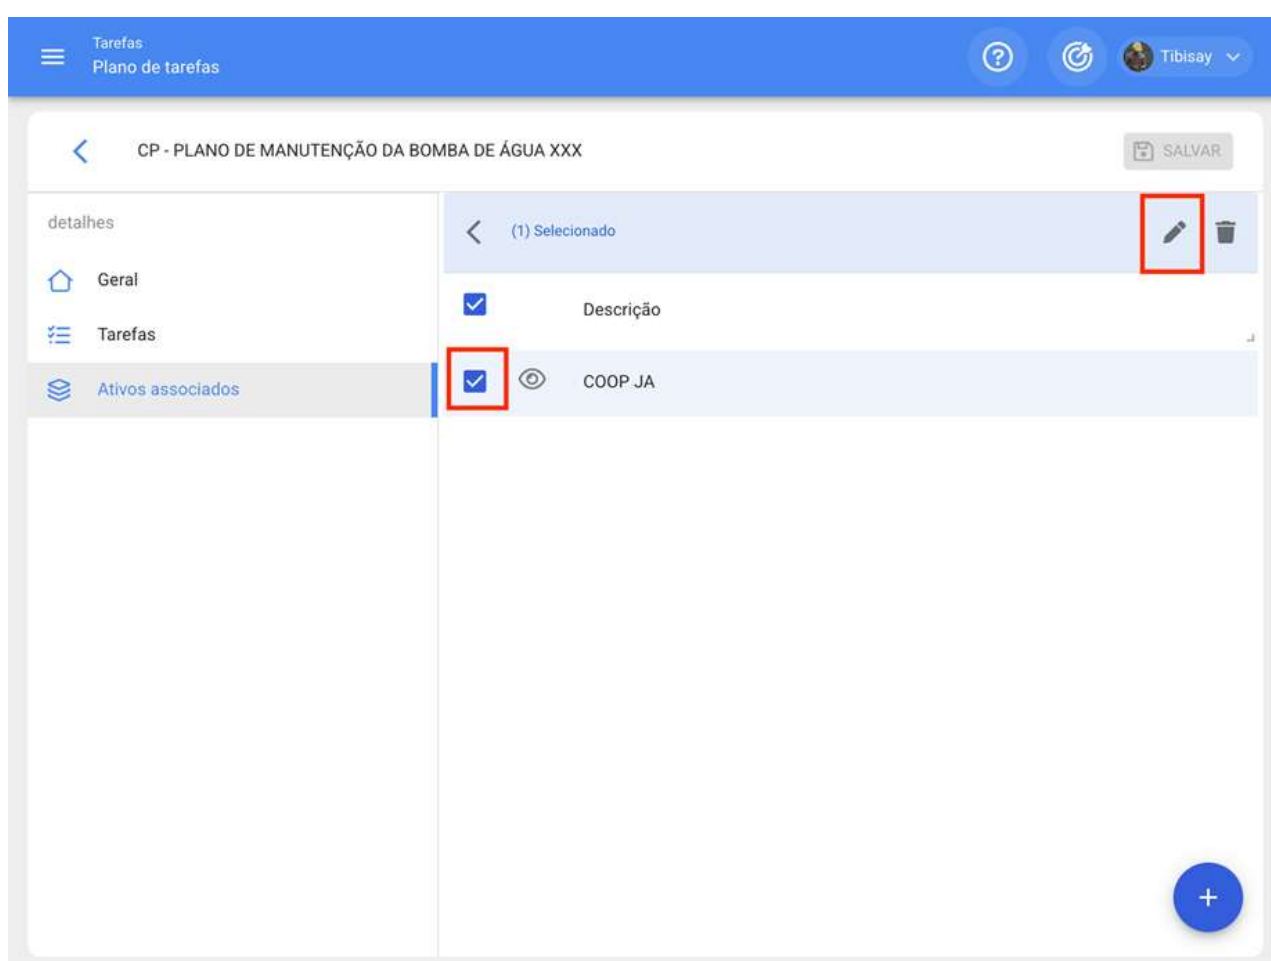 Tarefas
Plano de tarefas
Tibisay
CP - PLANO DE MANUTENÇÃO DA BOMBA DE ÁGUA XXX
SALVAR
detalhes
(1) Selecionado
Geral
Descrição
Tarefas
Ativos associados
COOP JA